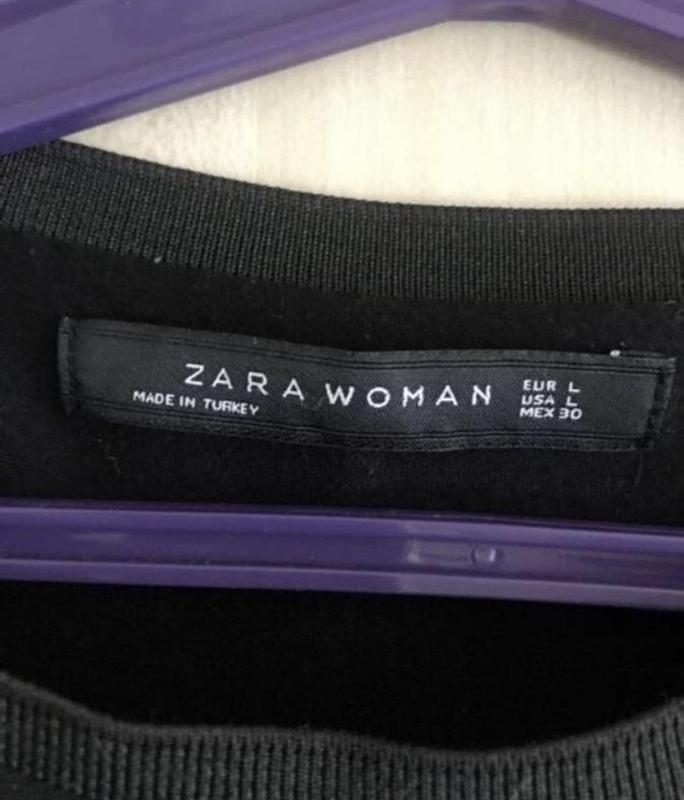 ZARA WOMAN
MADE IN TURKEY
EUR L
USA L
MEX 30